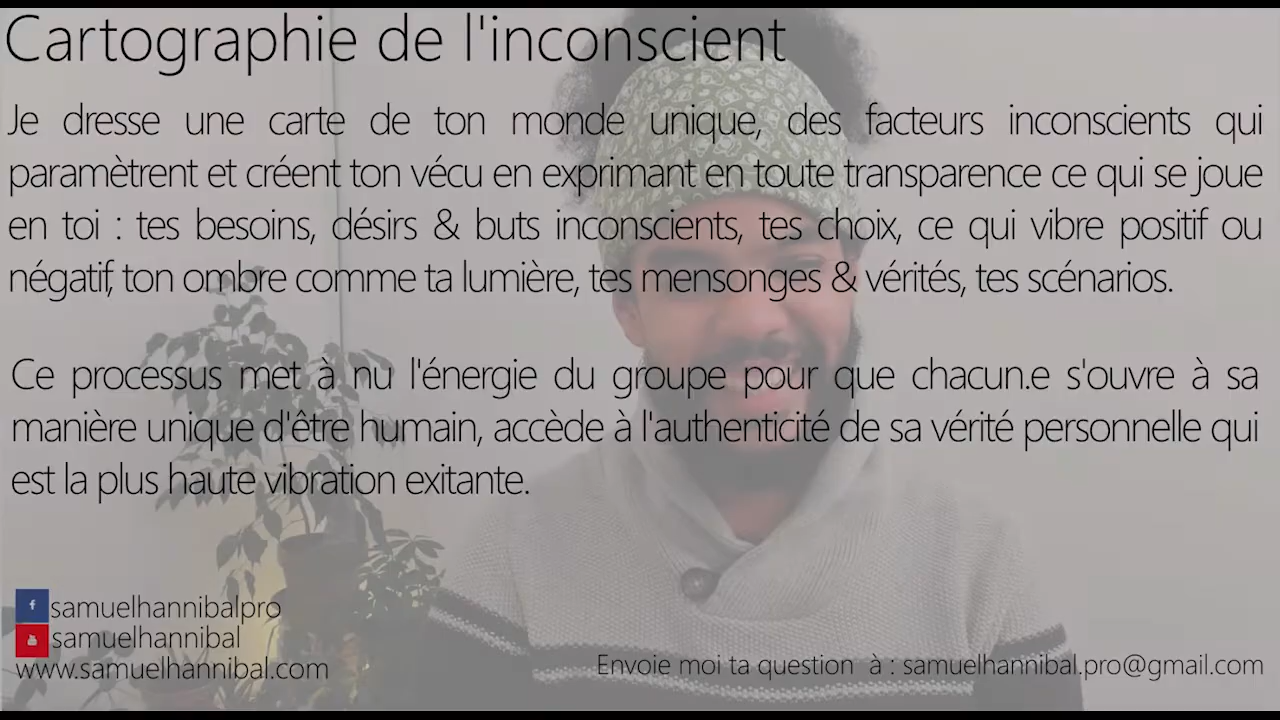 Cartographie de l'inconscient
Je dresse une carte de ton monde unique, des facteurs inconscients qui
paramètrent et créent ton vécu en exprimant en toute transparence ce qui se joue
en toi : tes besoins, désirs & buts inconscients, tes choix, ce qui vibre positif ou
négatif, ton ombre comme ta lumière, tes mensonges & vérités, tes scénarios.
Ce processus met à nu l'énergie du groupe pour que chacun.e s'ouvre à sa
manière unique d'être humain, accède à l'authenticité de sa vérité personnelle qui
est la plus haute vibration exitante.
samuelhannibalpro
samuelhannibal
www.samuelhannibal.com
Envoie moi ta question à : samuelhannibal.pro@gmail.com